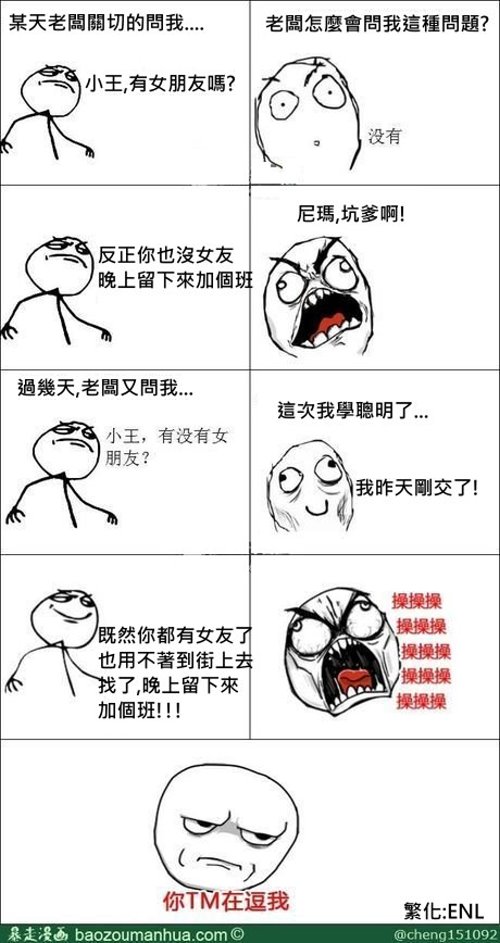 某天老闆關切的問我....
小王,有女朋友嗎?
老闆怎麼會問我這種問題?
没有
反正你也沒女友
晚上留下來加個班
尼瑪,坑爹啊!
過幾天,老闆又問我...
小王，有没有女
朋友?
這次我學聰明了...
我昨天剛交了!
既然你都有女友了
也用不著到街上去
找了,晚上留下來
加個班!!!
操操操
操操操
操操操
操操操
操操操
你TM在逗我
繁化:ENL
暴走漫画 baozoumanhua.com
@cheng151092